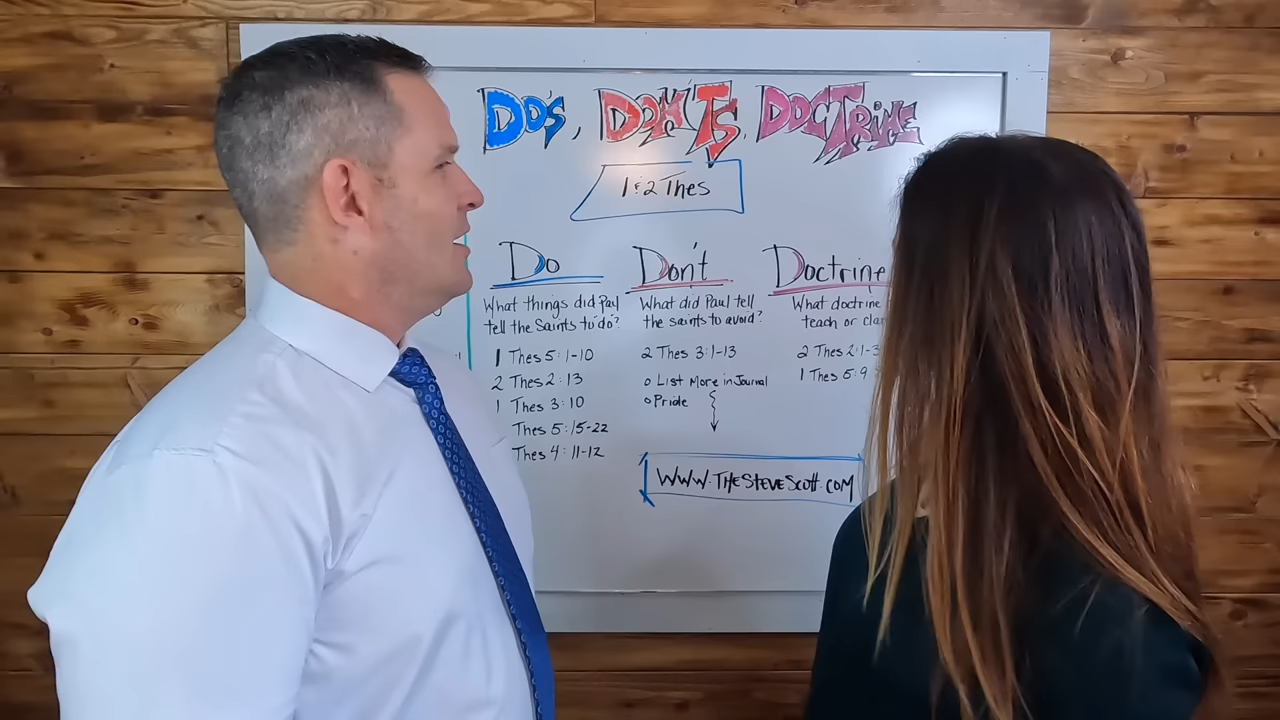 DO'S, DON'TS, DOCTRINE
1 & 2 Thes
Do
What things did Paul
tell the Saints to do?
1 Thes 5:1-10
2 Thes 2:13
1 Thes 3:10
Thes 5:15-22
Thes 4:11-12
Don't
What did Paul tell
the saints to avoid?
2 Thes 3:1-13
o List More in Journal
o Pride
WWW.THESTEVESCOTT.COM
Doctrine
What doctrine
teach or cla
2 Thes 2:1-3
1 Thes 5:9